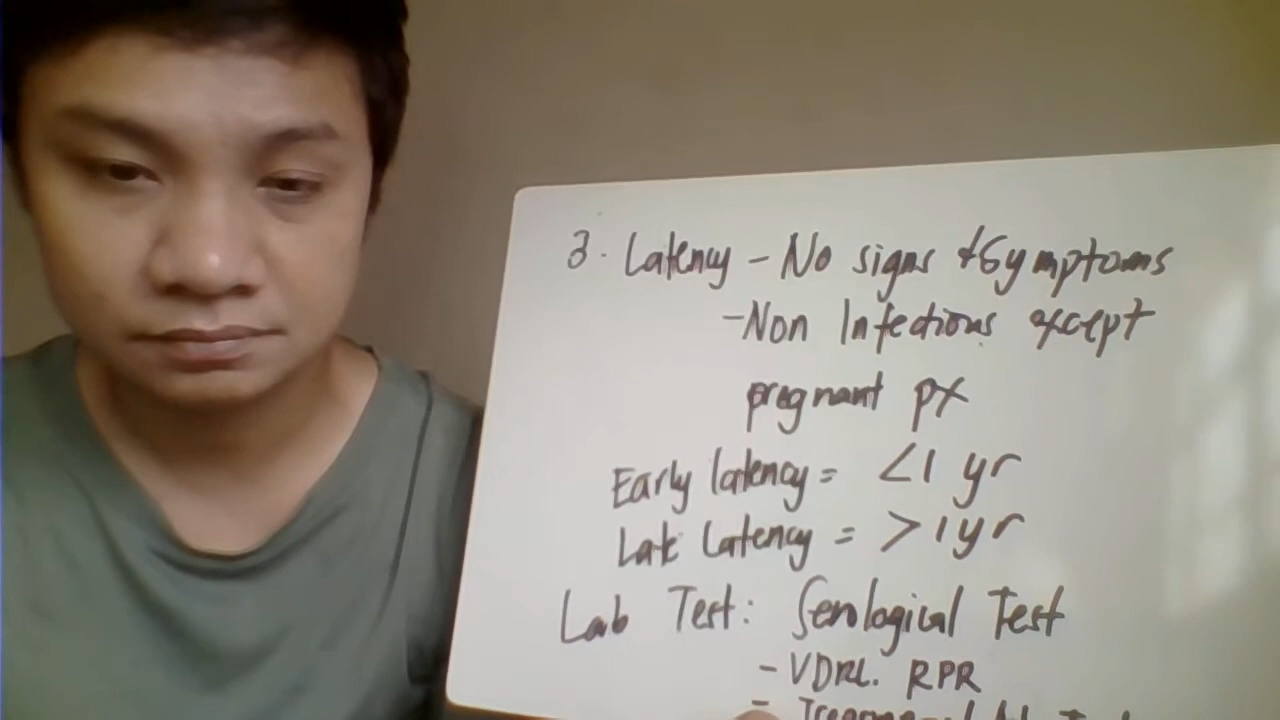 3. Latency - No signs & Symptoms
- Non Infectious except
pregnant px
Early latency = <1 yr
Late latency = >1yr
Lab Test: Serological Test
- VDRL. RPR
-